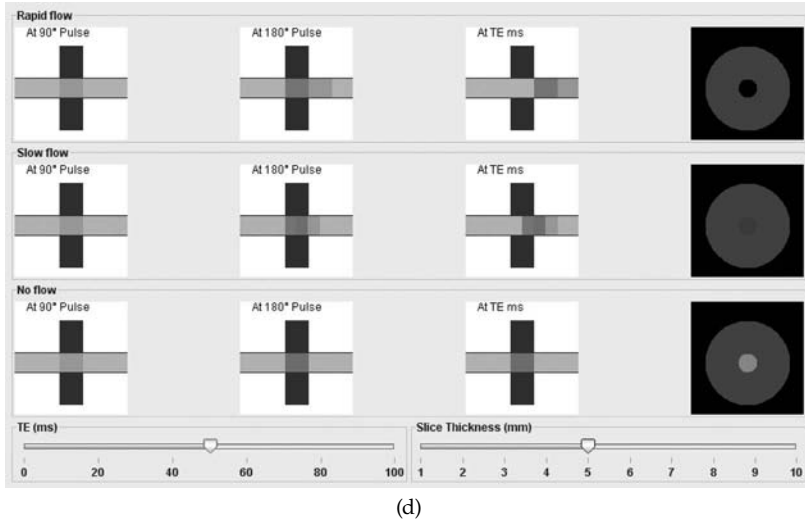 Rapid flow
At 90° Pulse At 180° Pulse At TE ms
Slow flow
At 90° Pulse At 180° Pulse At TE ms
No flow
At 90° Pulse At 180° Pulse At TE ms
TE (ms) Slice Thickness (mm)
0 20 40 60 80 100 1 2 3 4 5 6 7 8 9 10
(d)